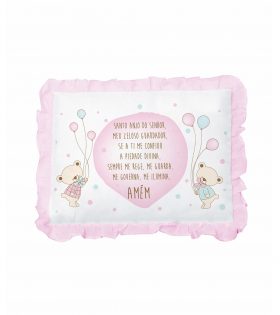 SANTO ANJO DO SENHOR,
MEU ZELOSO GUARDADOR,
SE A TI ME CONFIOU
A PIEDADE DIVINA,
SEMPRE ME REGE, ME GUARDA,
ME GOVERNA, ME ILUMINA.
AMÉM